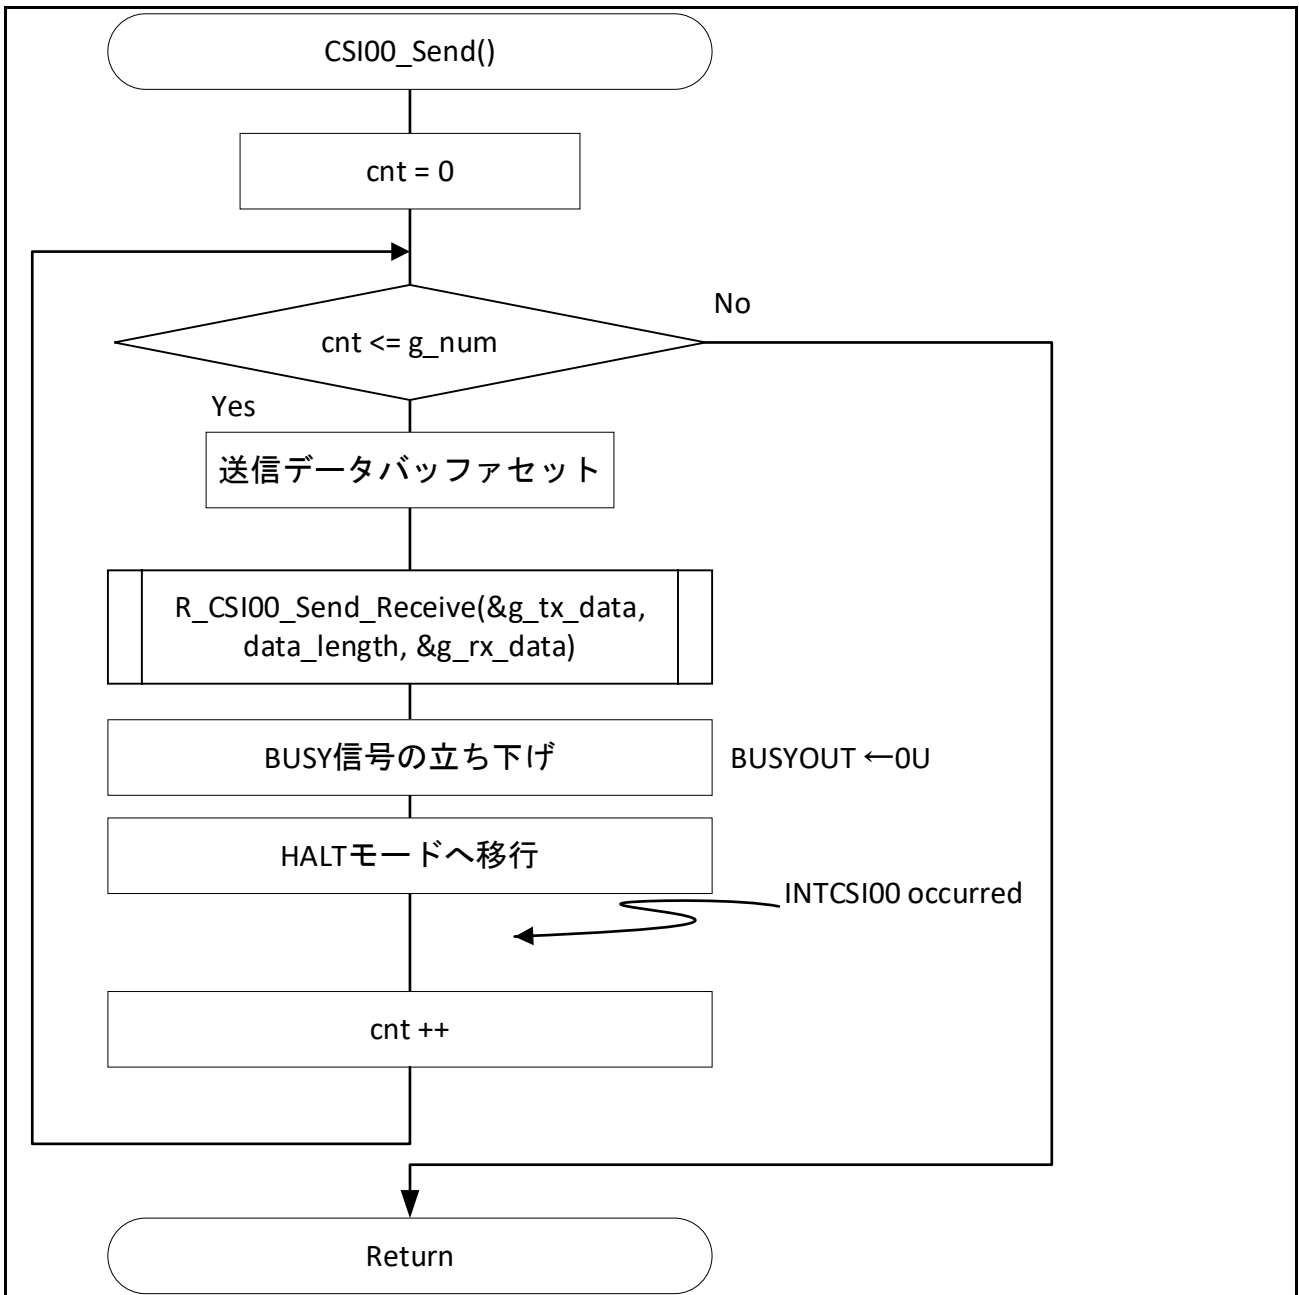 CSI00_Send()
cnt = 0
No
cnt <= g_num
Yes
送信データバッファセット
R_CSI00_Send_Receive(&g_tx_data,
data_length, &g_rx_data)
BUSY信号の立ち下げ
BUSYOUT ←0U
HALTモードへ移行
INTCSI00 occurred
cnt ++
Return